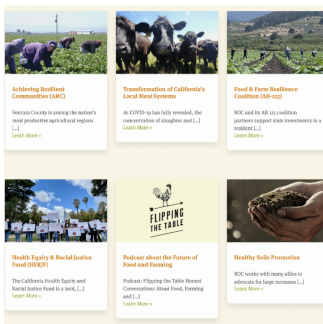 Achieving Resilient
Communities (ARC)
Ventura County is among the nation's
most productive agricultural regions
[...]
Learn More »
Transformation of California's
Local Meat Systems
As COVID-19 has fully revealed, the
concentration of slaughter and [...]
Learn More »
Food & Farm Resilience
Coalition (AB-125)
ROC and its AB 125 coalition
partners support state investments in a
resilient [...]
Learn More »
FLIPPING
THE TABLE
Health Equity & Racial Justice
Fund (HERJF)
The California Health Equity and
Racial Justice Fund is a bold, [...]
Learn More »
Podcast about the Future of
Food and Farming
Podcast: Flipping the Table Honest
Conversations About Food, Farming
and [...]
Learn More »
Healthy Soils Promotion
ROC works with many allies to
advocate for large increases [...]
Learn More »